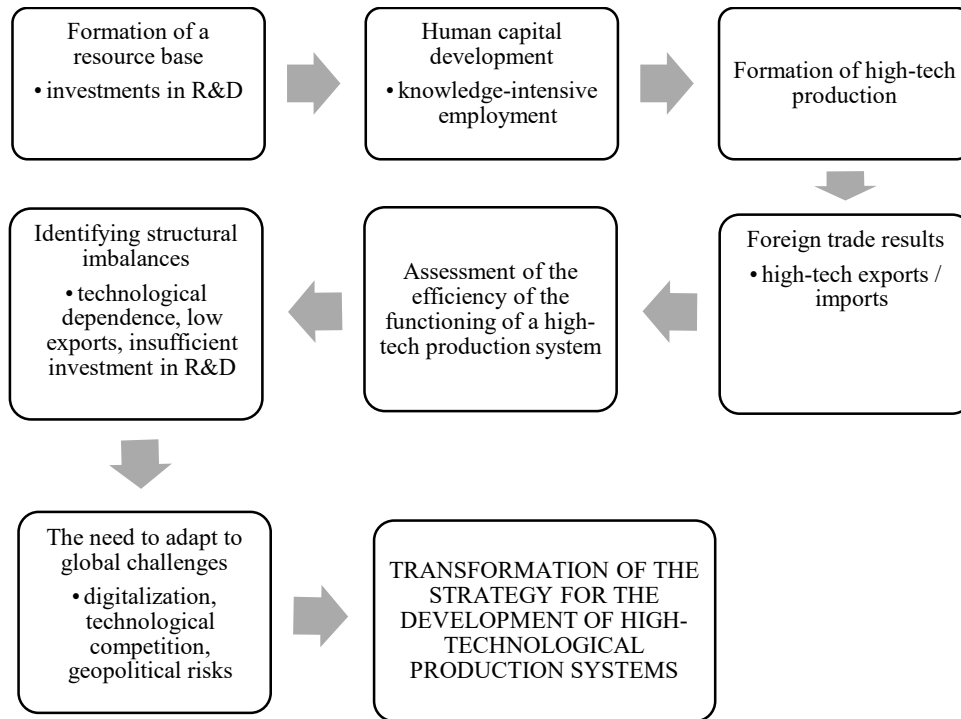 Formation of a
resource base
• investments in R&D
Human capital
development
• knowledge-intensive
employment
Formation of high-tech
production
Foreign trade results
• high-tech exports /
imports
Assessment of the
efficiency of the
functioning of a high-
tech production system
Identifying structural
imbalances
• technological
dependence, low
exports, insufficient
investment in R&D
The need to adapt to
global challenges
• digitalization,
technological
competition,
geopolitical risks
TRANSFORMATION OF THE
STRATEGY FOR THE
DEVELOPMENT OF HIGH-
TECHNOLOGICAL
PRODUCTION SYSTEMS